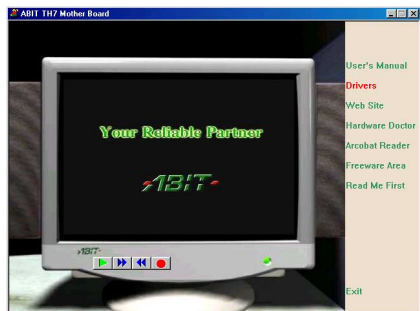 ABIT TH7 Mother Board
Your Reliable Partner
ABIT
ABIT
User's Manual
Drivers
Web Site
Hardware Doctor
Arcobat Reader
Freeware Area
Read Me First
Exit